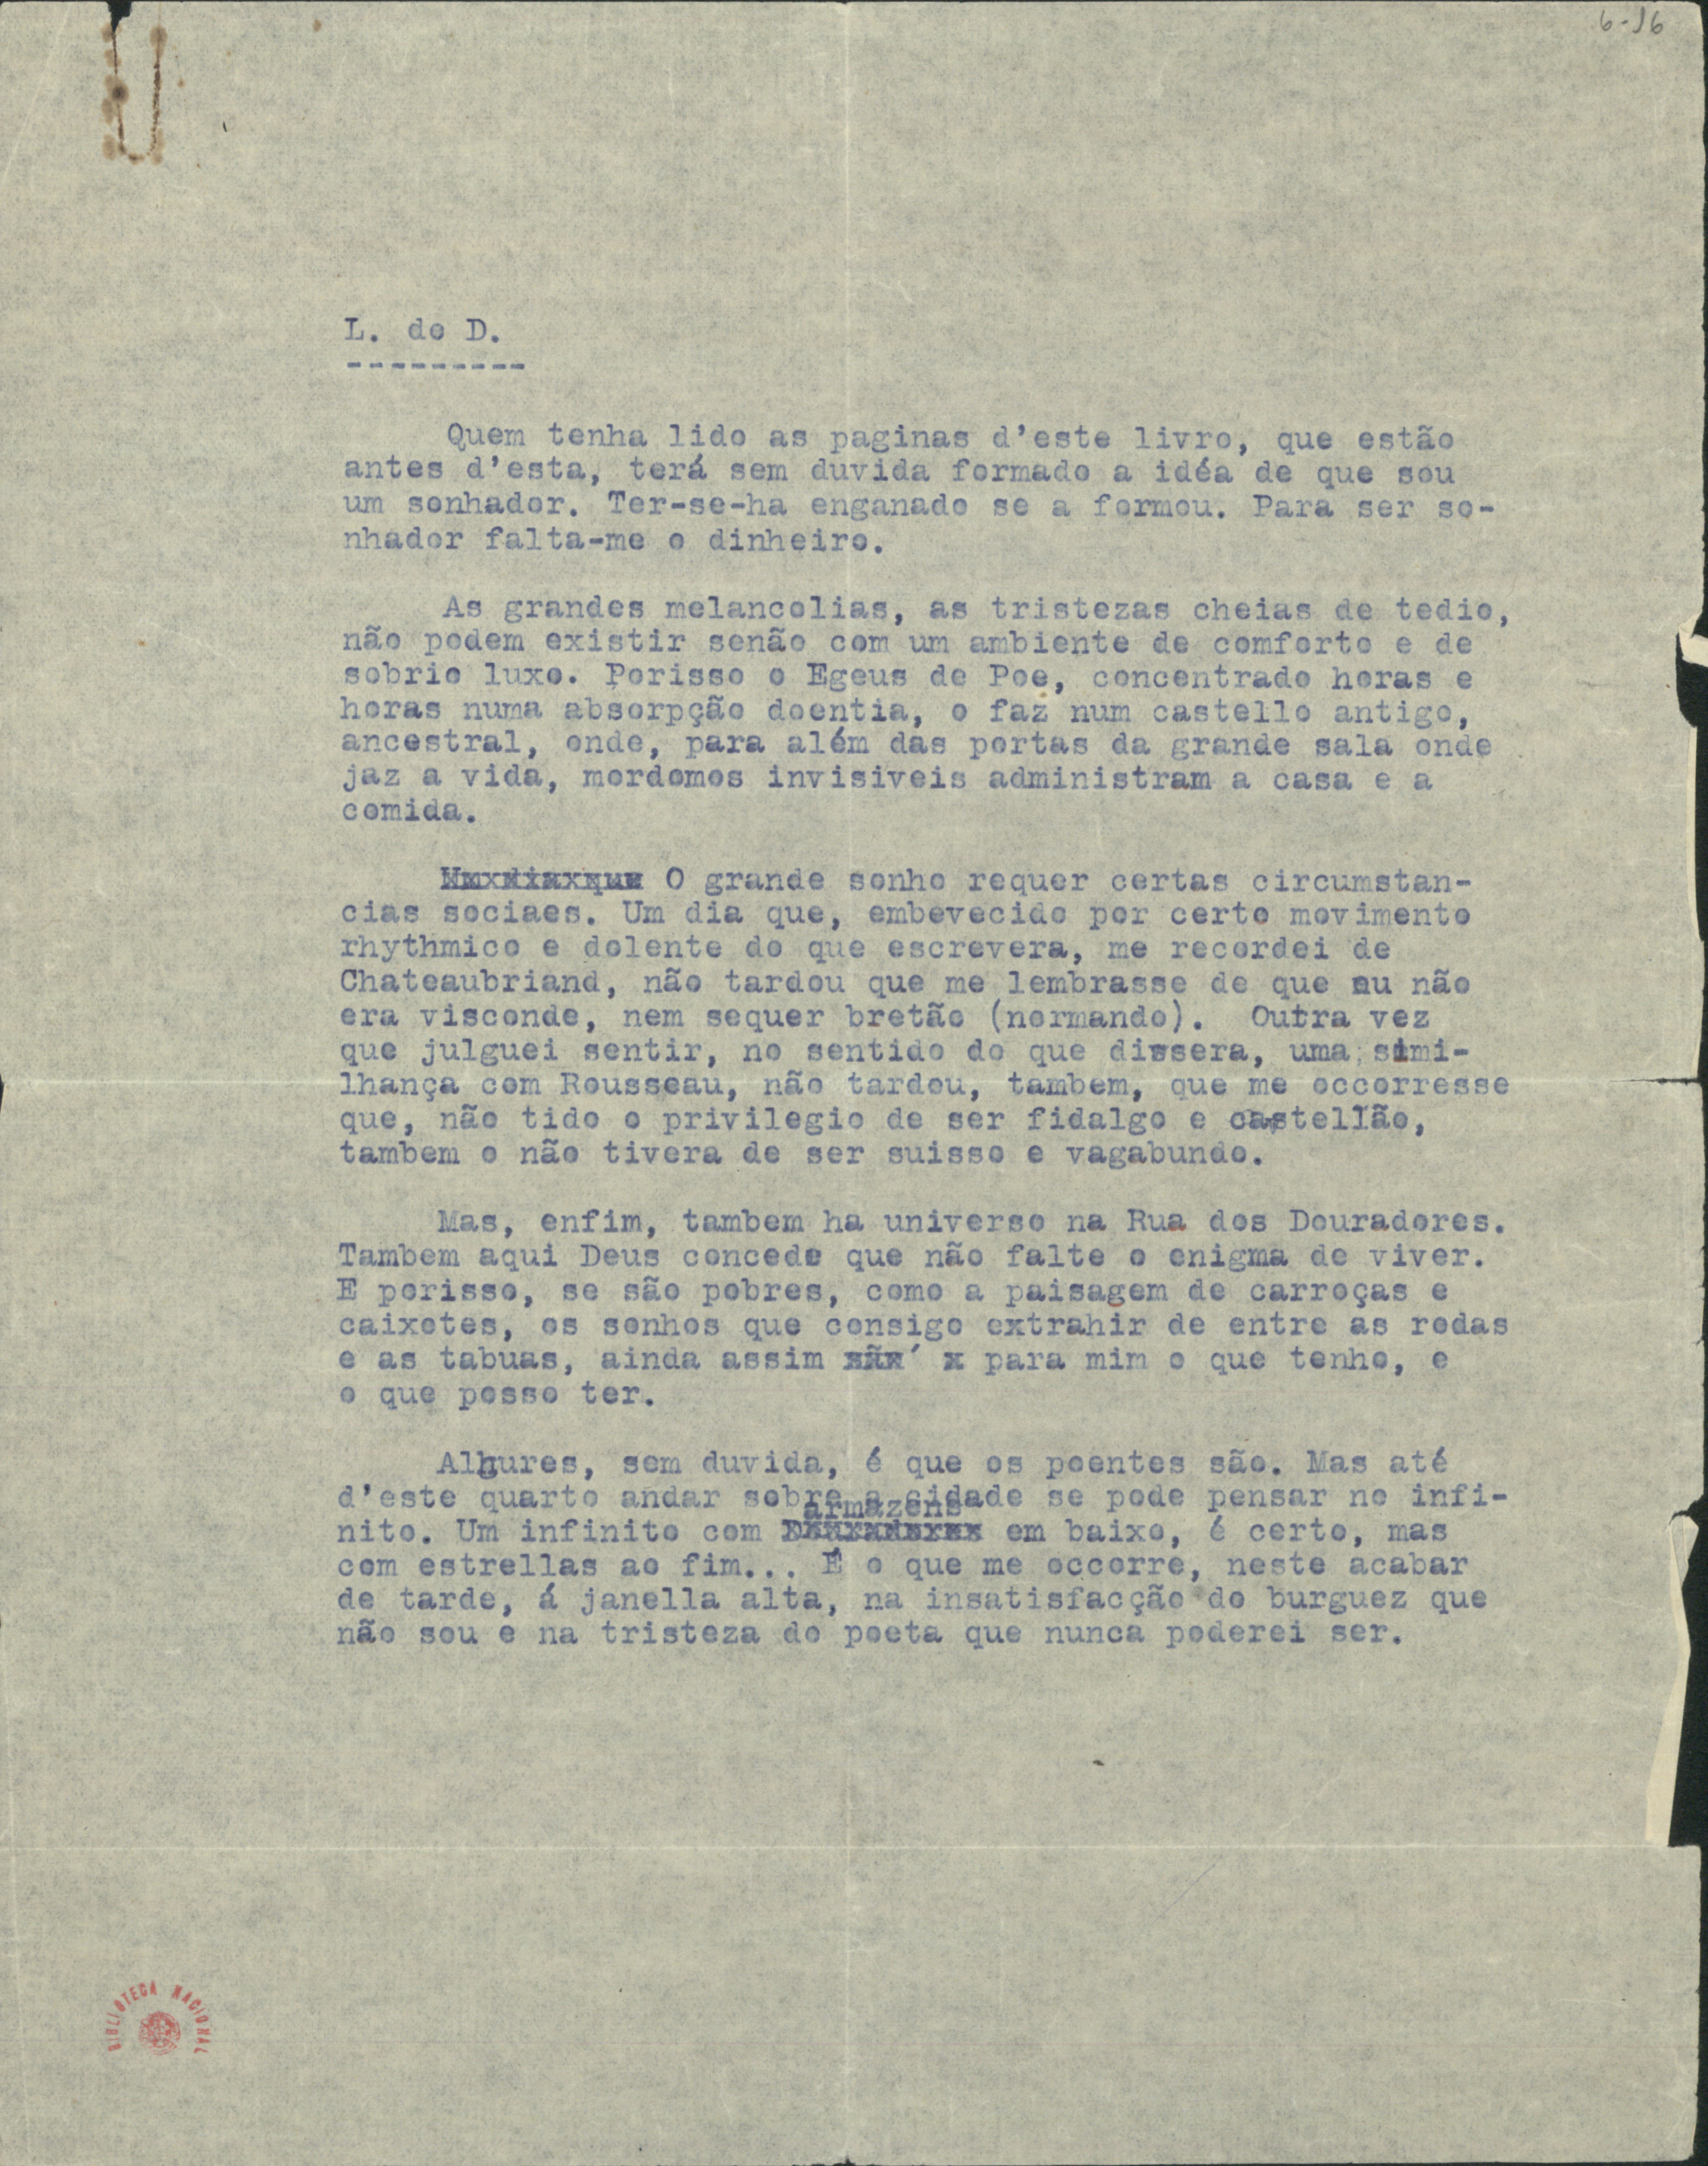 6-16
L. do D.
---------
Quem tenha lido as paginas d'este livro, que estão
antes d'esta, terá sem duvida formado a idéa de que sou
um sonhador. Ter-se-ha enganado se a formou. Para ser so-
nhador falta-me o dinheiro.
As grandes melancolias, as tristezas cheias de tedio,
não podem existir senão com um ambiente de comforto e de
sobrio luxo. Porisso o Egeus de Poe, concentrado horas e
horas numa absorpção doentia, o faz num castello antigo,
ancestral, onde, para além das portas da grande sala onde
jaz a vida, mordomos invisiveis administram a casa e a
comida.
O grande sonho requer certas circumstan-
cias sociaes. Um dia que, embevecido por certo movimento
rhythmico e dolente do que escrevera, me recordei de
Chateaubriand, não tardou que me lembrasse de que eu não
era visconde, nem sequer bretão (normando). Outra vez
que julguei sentir, no sentido do que dissera, uma simi-
lhança com Rousseau, não tardou, tambem, que me occorresse
que, não tido o privilegio de ser fidalgo e castellão,
tambem o não tivera de ser suisso e vagabundo.
Mas, enfim, tambem ha universo na Rua dos Douradores.
Tambem aqui Deus concede que não falte o enigma de viver.
E porisso, se são pobres, como a paisagem de carroças e
caixotes, os sonhos que consigo extrahir de entre as rodas
e as tabuas, ainda assim para mim o que tenho, e
o que posso ter.
Alhures, sem duvida, é que os poentes são. Mas até
d'este quarto andar sobre a cidade se pode pensar no infi-
nito. Um infinito com armazens em baixo, é certo, mas
com estrellas ao fim... É o que me occorre, neste acabar
de tarde, á janella alta, na insatisfacção do burguez que
não sou e na tristeza do poeta que nunca poderei ser.
BIBLIOTECA NACIONAL